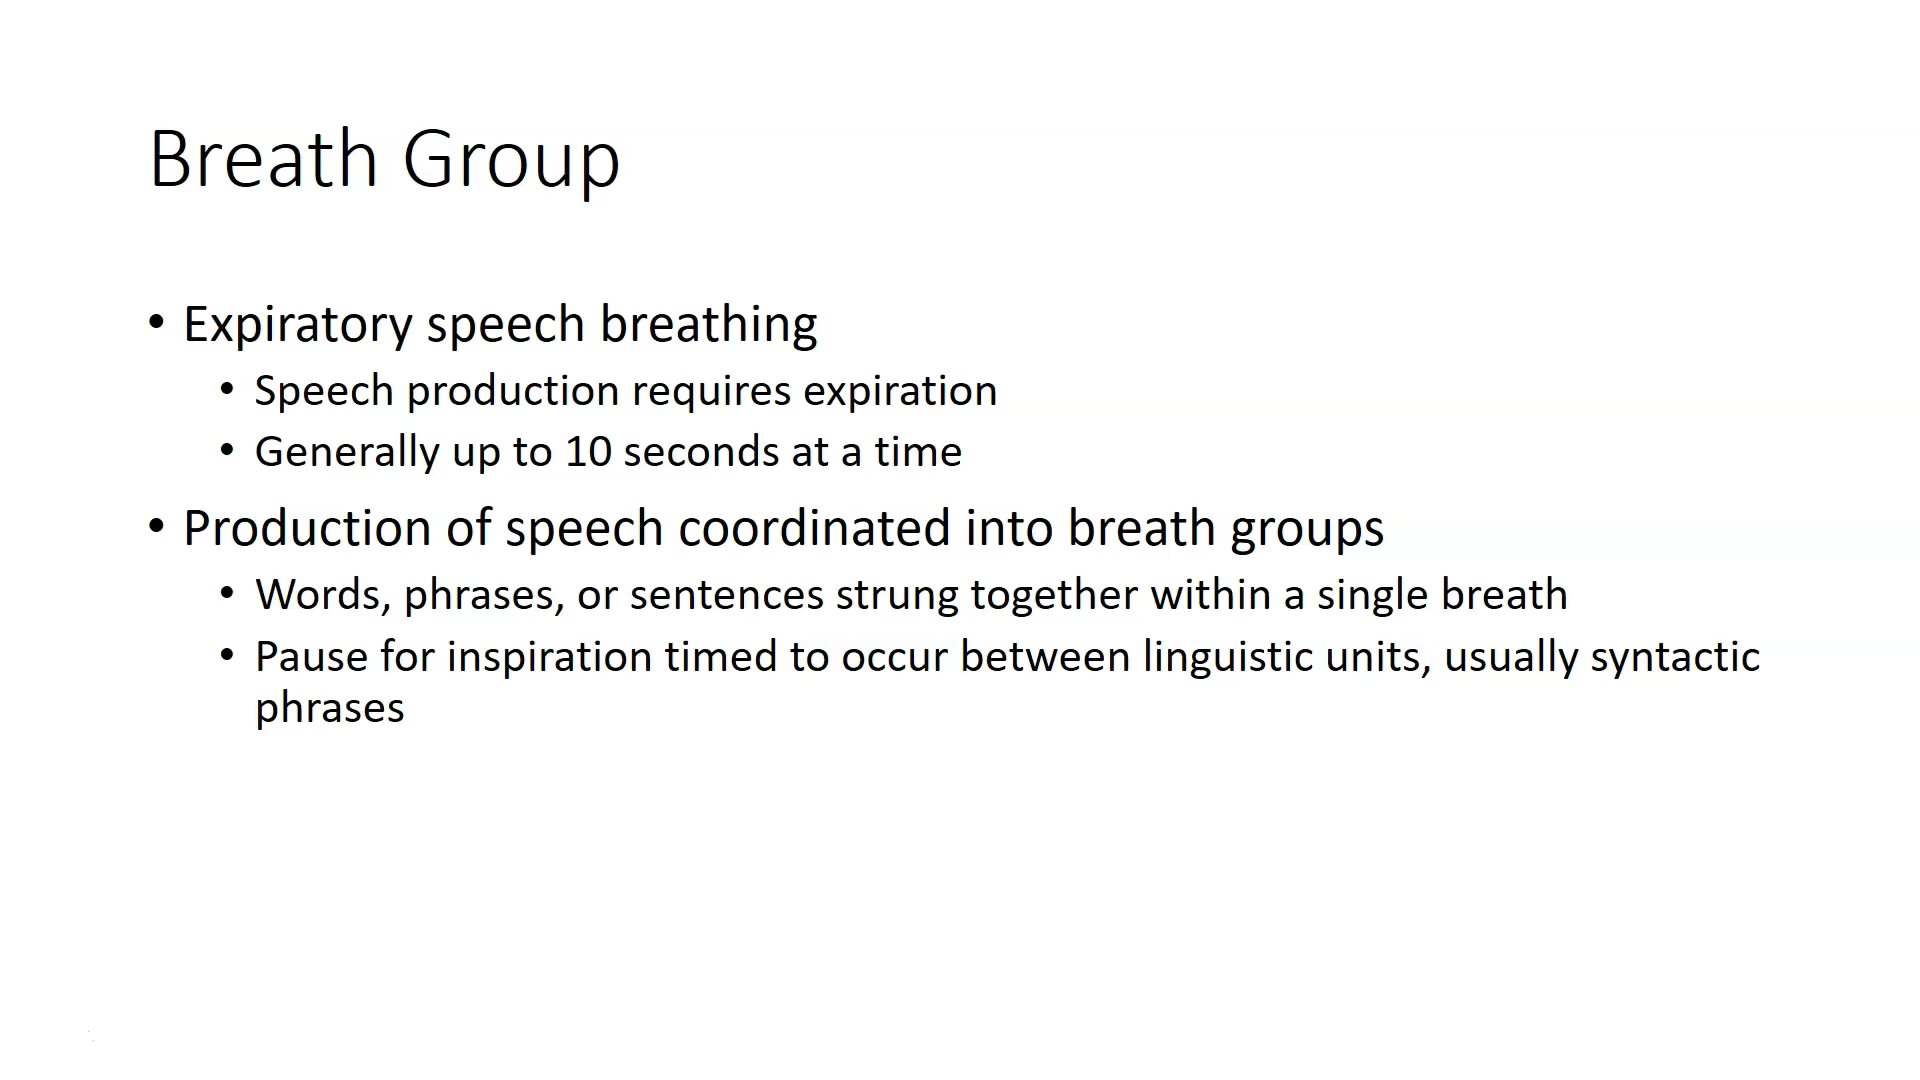 Breath Group
• Expiratory speech breathing
• Speech production requires expiration
• Generally up to 10 seconds at a time
• Production of speech coordinated into breath groups
• Words, phrases, or sentences strung together within a single breath
• Pause for inspiration timed to occur between linguistic units, usually syntactic
phrases